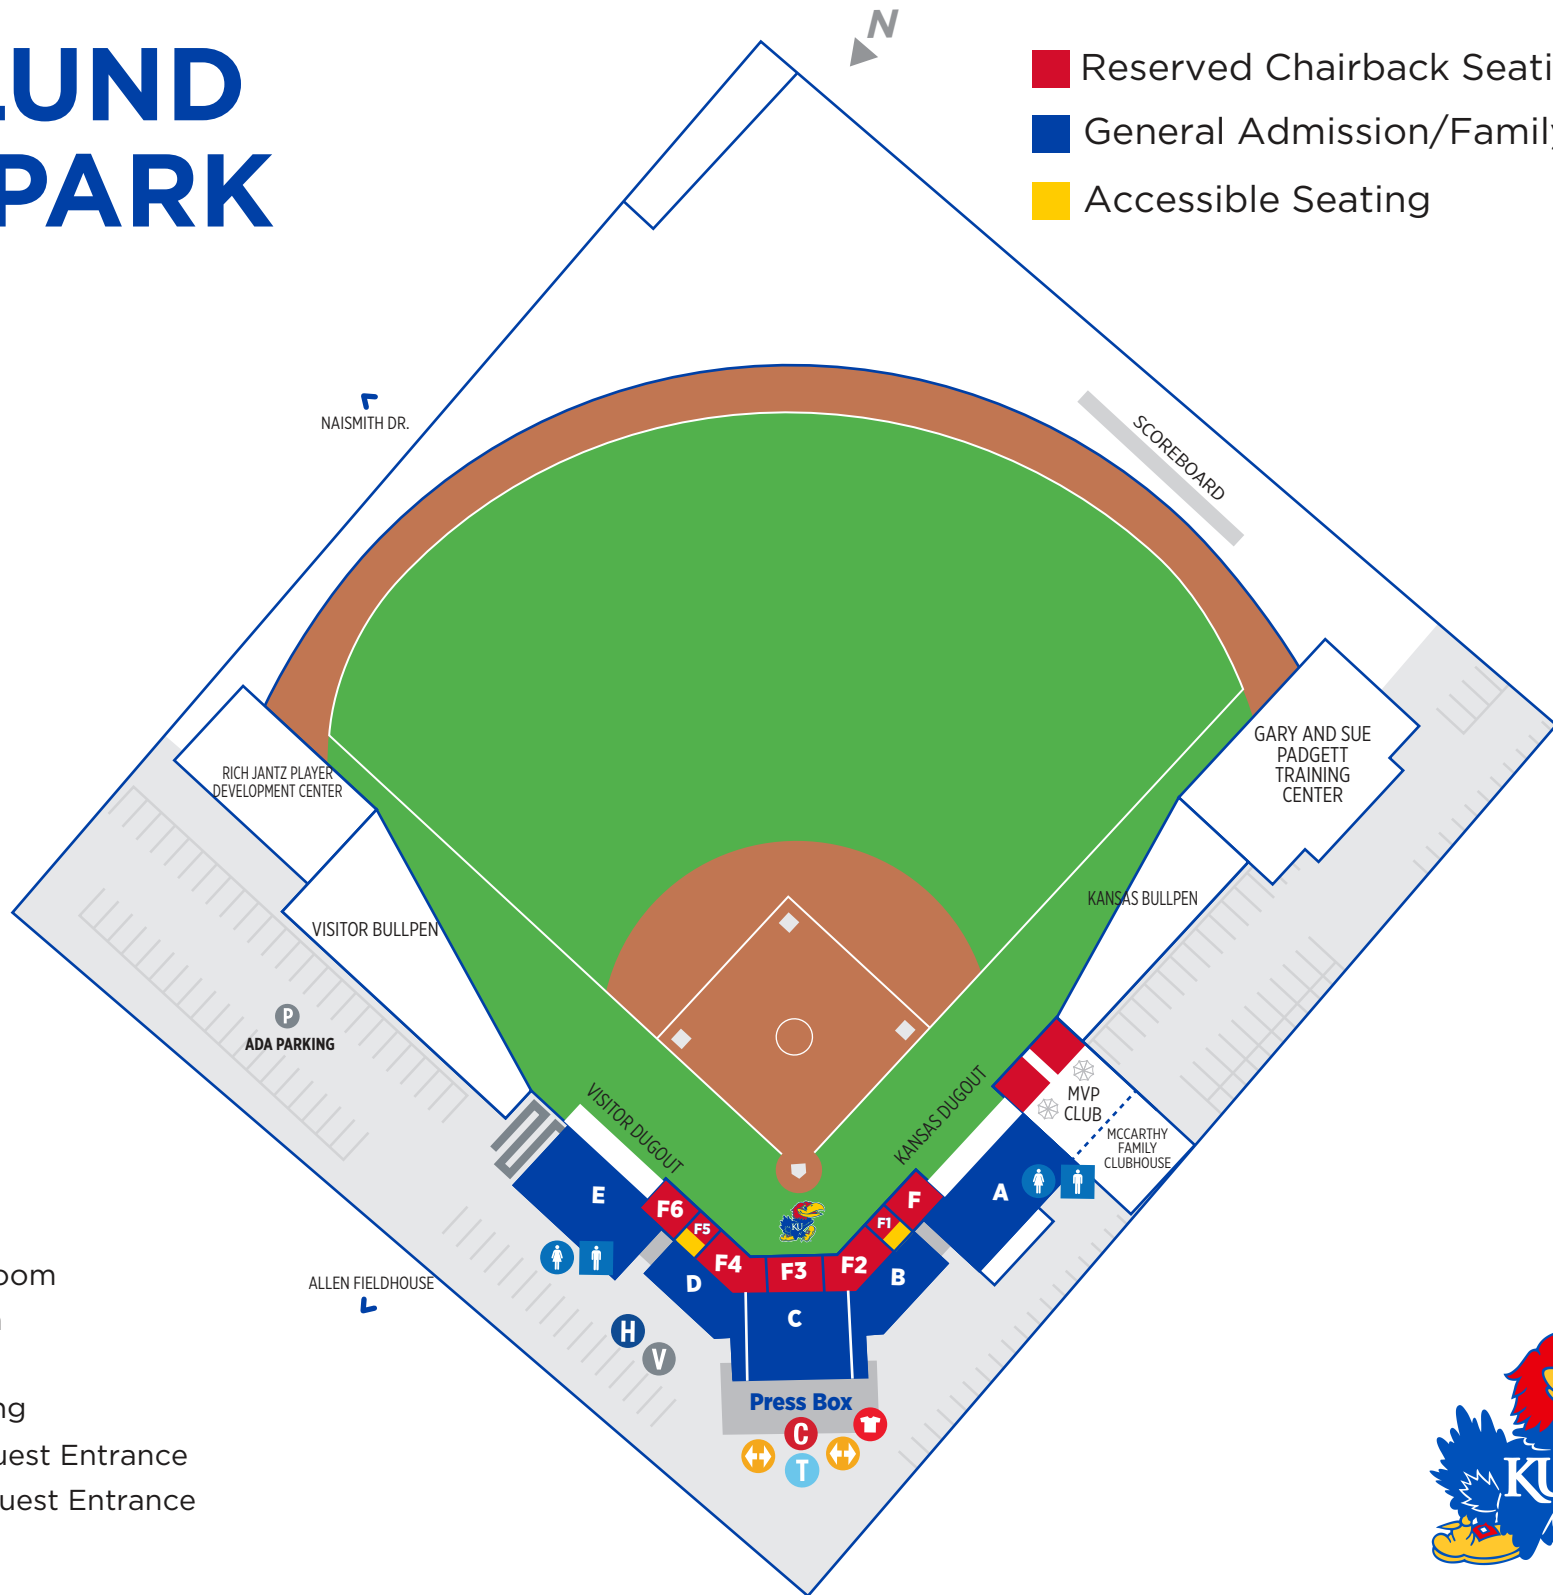 LUND
PARK
N
Reserved Chairback Seati
General Admission/Family
Accessible Seating
NAISMITH DR.
SCOREBOARD
GARY AND SUE
PADGETT
TRAINING
CENTER
RICH JANTZ PLAYER
DEVELOPMENT CENTER
VISITOR BULLPEN
KANSAS BULLPEN
P
ADA PARKING
VISITOR DUGOUT
KANSAS DUGOUT
MVP
CLUB
MCCARTHY
FAMILY
CLUBHOUSE
E
F6
F5
F4
F3
F2
F1
F
A
D
C
B
KU
ALLEN FIELDHOUSE
H
V
Press Box
C
T
oom
ng
uest Entrance
uest Entrance
KU